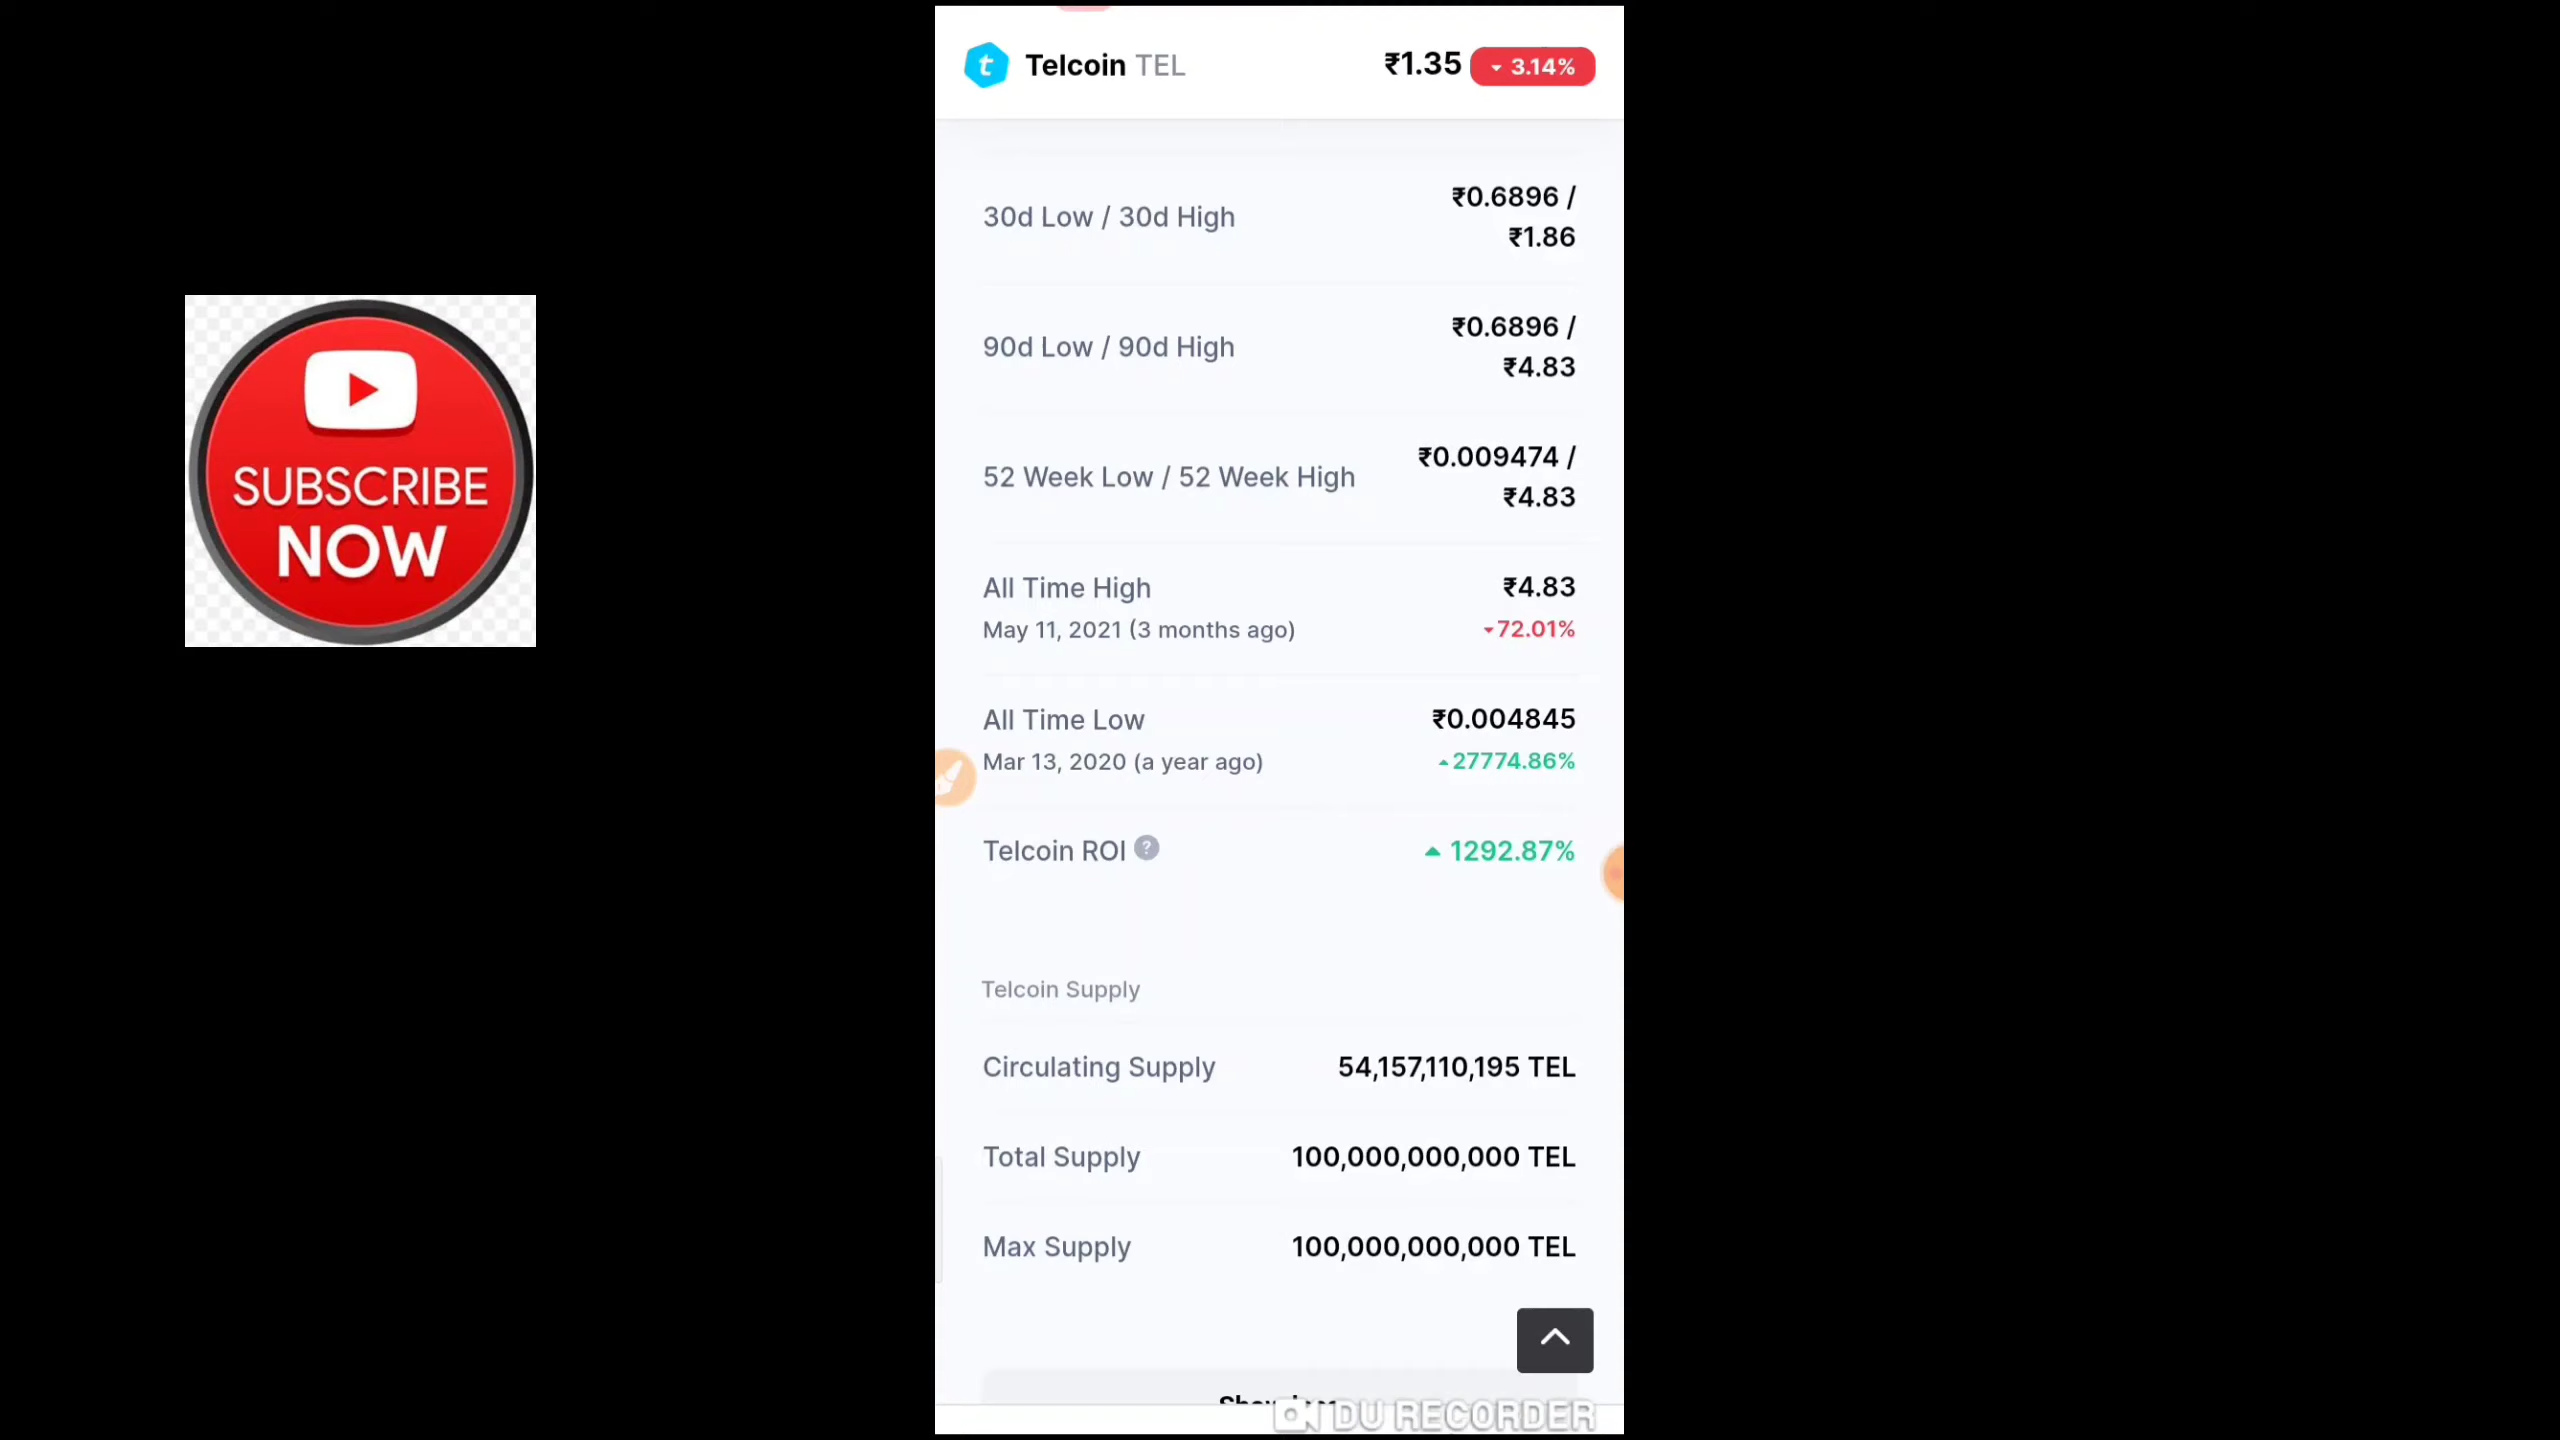 Telcoin TEL ₹1.35 3.14%
30d Low / 30d High ₹0.6896 /
₹1.86
90d Low / 90d High ₹0.6896 /
₹4.83
52 Week Low / 52 Week High ₹0.009474 /
₹4.83
All Time High ₹4.83
May 11, 2021 (3 months ago) 72.01%
All Time Low ₹0.004845
Mar 13, 2020 (a year ago) 27774.86%
Telcoin ROI ? 1292.87%
Telcoin Supply
Circulating Supply 54,157,110,195 TEL
Total Supply 100,000,000,000 TEL
Max Supply 100,000,000,000 TEL
DU RECORDER
SUBSCRIBE
NOW